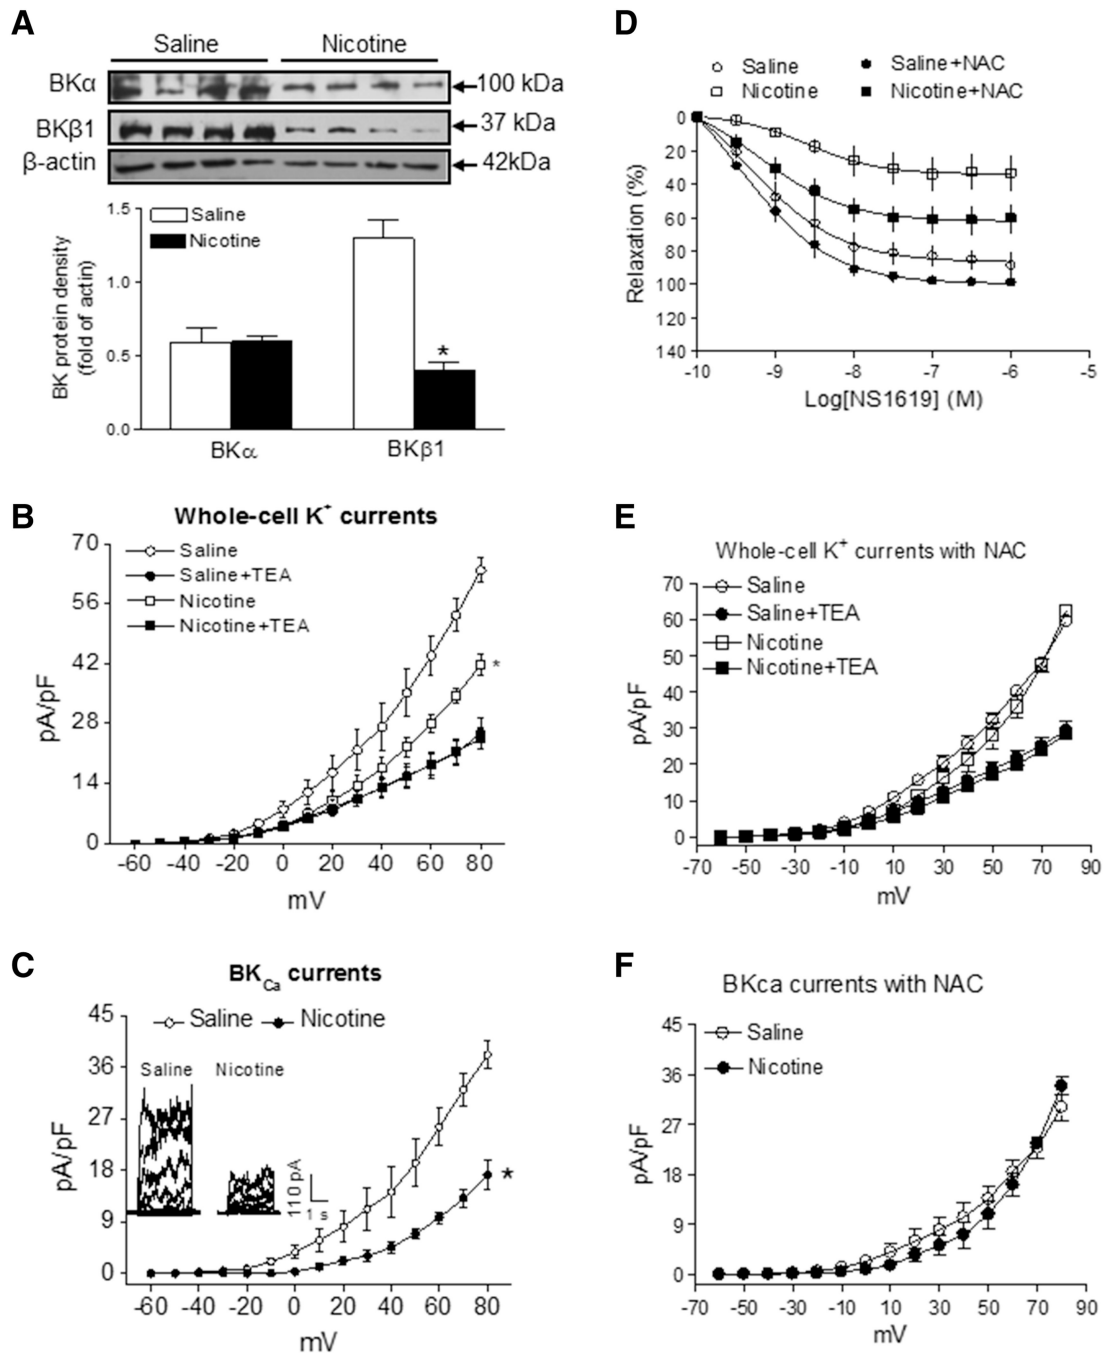 A
Saline Nicotine
BKα 100 kDa
BKβ1 37 kDa
β-actin 42kDa
Saline
Nicotine
BK protein density
(fold of actin)
1.5
1.0
0.5
0.0
*
BKα BKβ1
B
Whole-cell K+ currents
Saline
Saline+TEA
Nicotine
Nicotine+TEA
pA/pF
70
56
42
28
14
0
*
-60 -40 -20 0 20 40 60 80
mV
C
BKCa currents
Saline Nicotine
pA/pF
45
36
27
18
9
0
Saline Nicotine
110 pA
1 s
*
-60 -40 -20 0 20 40 60 80
mV
D
Saline Saline+NAC
Nicotine Nicotine+NAC
Relaxation (%)
0
20
40
60
80
100
120
140
-10 -9 -8 -7 -6 -5
Log[NS1619] (M)
E
Whole-cell K+ currents with NAC
Saline
Saline+TEA
Nicotine
Nicotine+TEA
pA/pF
70
60
50
40
30
20
10
0
-70 -50 -30 -10 10 30 50 70 90
mV
F
BKca currents with NAC
Saline
Nicotine
pA/pF
45
36
27
18
9
0
-70 -50 -30 -10 10 30 50 70 90
mV